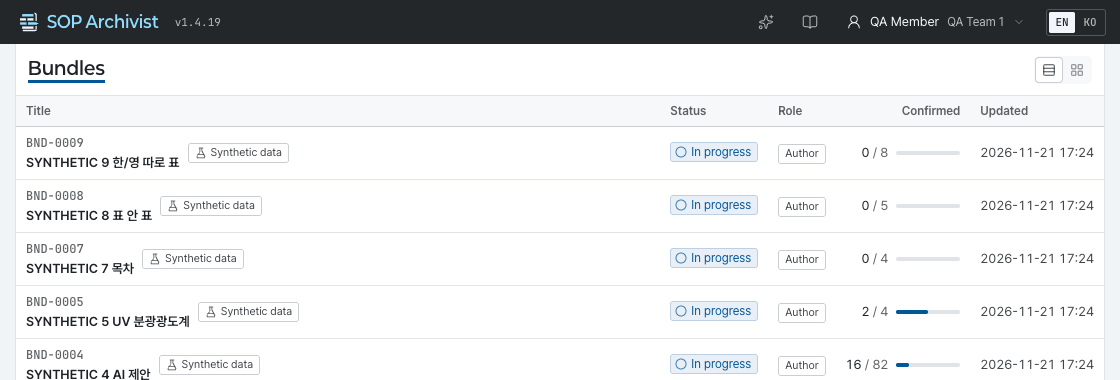 SOP Archivist v1.4.19 QA Member QA Team 1 EN KO
Bundles
Title Status Role Confirmed Updated
BND-0009
SYNTHETIC 9 한/영 따로 표 Synthetic data In progress Author 0 / 8 2026-11-21 17:24
BND-0008
SYNTHETIC 8 표 안 표 Synthetic data In progress Author 0 / 5 2026-11-21 17:24
BND-0007
SYNTHETIC 7 목차 Synthetic data In progress Author 0 / 4 2026-11-21 17:24
BND-0005
SYNTHETIC 5 UV 분광광도계 Synthetic data In progress Author 2 / 4 2026-11-21 17:24
BND-0004
SYNTHETIC 4 AI 제안 Synthetic data In progress Author 16 / 82 2026-11-21 17:24